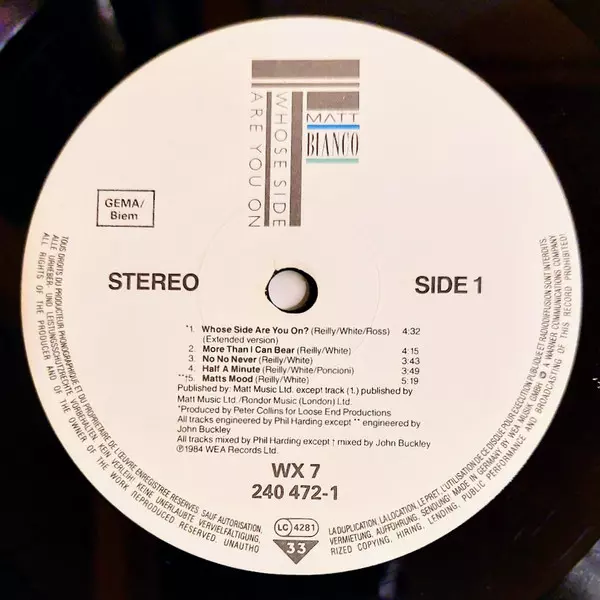 MATT
BIANCO
WHOSE SIDE
ARE YOU ON
GEMA/
Biem
STEREO
SIDE 1
*1. Whose Side Are You On? (Reilly/White/Ross) 4:32
(Extended version)
2. More Than I Can Bear (Reilly/White) 4:15
3. No No Never (Reilly/White) 3:43
4. Half A Minute (Reilly/White/Poncioni) 3:49
**†5. Matts Mood (Reilly/White) 5:19
Published by: Matt Music Ltd. except track (1.) published by
Matt Music Ltd./Rondor Music (London) Ltd.
*Produced by Peter Collins for Loose End Productions
All tracks engineered by Phil Harding except ** engineered by
John Buckley
All tracks mixed by Phil Harding except † mixed by John Buckley
Ⓟ1984 WEA Records Ltd.
WX 7
240 472-1
LC 4281
33
TOUS DROITS DU PRODUCTEUR PHONOGRAPHIQUE ET DU PROPRIETAIRE DE L'ŒUVRE ENREGISTREE RESERVES SAUF AUTORISATION,
LA DUPLICATION, LA LOCATION, LE PRET, L'UTILISATION DE CE DISQUE POUR EXECUTION PUBLIQUE ET RADIODIFFUSION SONT INTERDITS
ALLE URHEBER- UND LEISTUNGSSCHUTZRECHTE VORBEHALTEN. KEIN VERLEIH! KEINE UNERLAUBTE VERVIELFÄLTIGUNG,
VERMIETUNG, AUFFÜHRUNG, SENDUNG! MADE IN GERMANY BY WEA MUSIK GMBH Ⓟ A WARNER COMMUNICATIONS COMPANY
ALL RIGHTS OF THE PRODUCER AND OF THE OWNER OF THE WORK REPRODUCED RESERVED. UNAUTHO
RIZED COPYING, HIRING, LENDING, PUBLIC PERFORMANCE AND BROADCASTING OF THIS RECORD PROHIBITED!